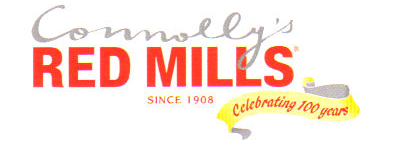 Connolly's
RED MILLS®
SINCE 1908
Celebrating 100 years